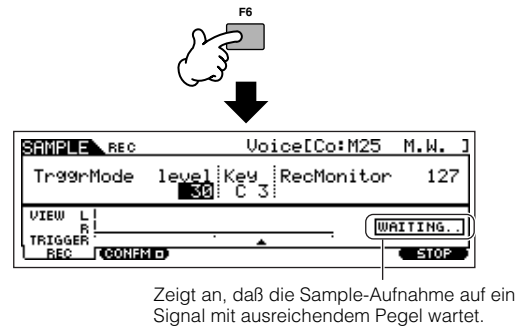 F6
SAMPLE REC Voice[Co:M25 M.W. ]
TrggrMode level Key RecMonitor 127
30 C 3
VIEW L
R
WAITING..
TRIGGER
REC CONFM STOP
Zeigt an, daß die Sample-Aufnahme auf ein
Signal mit ausreichendem Pegel wartet.